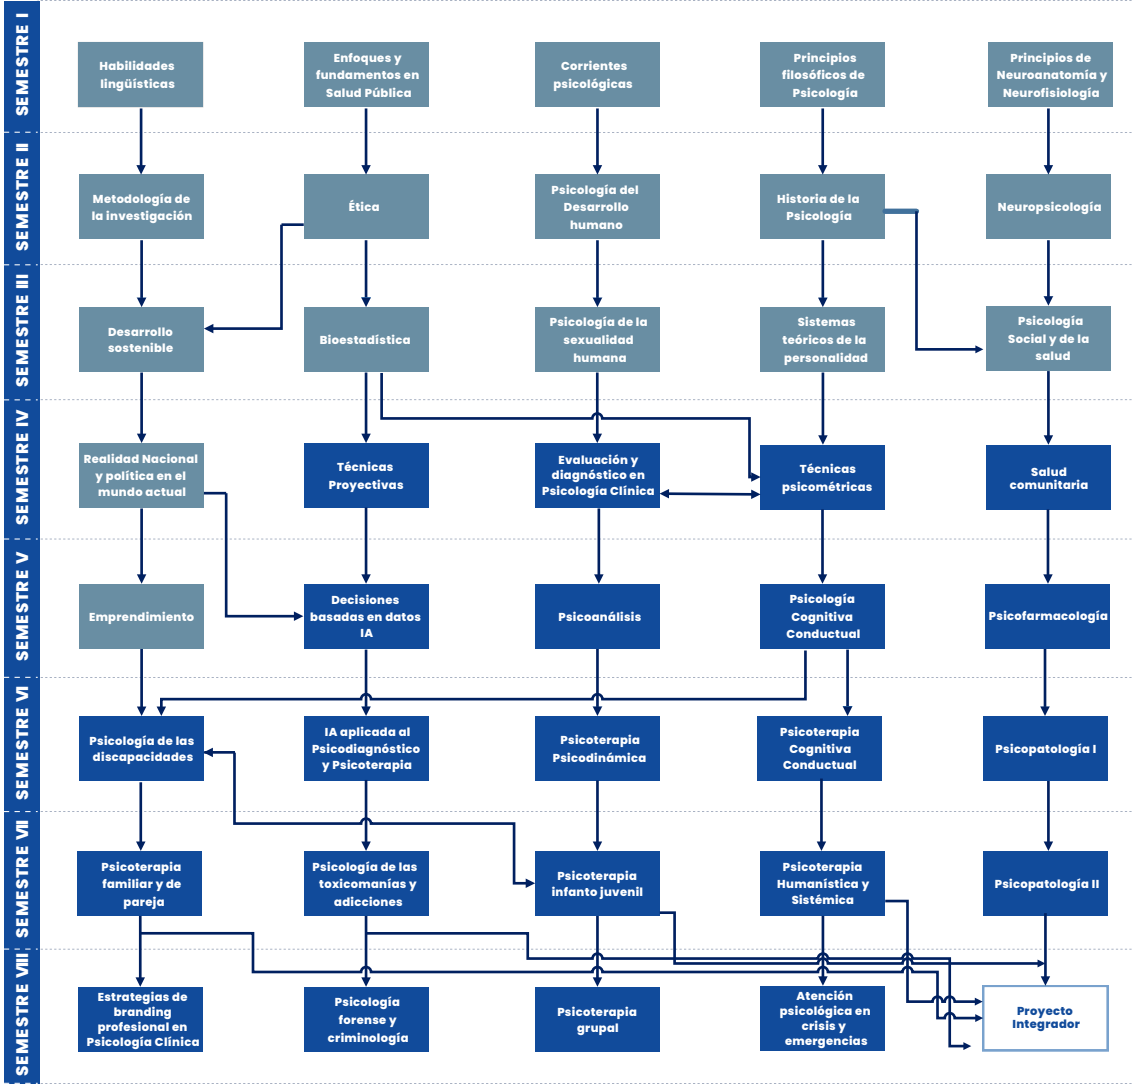 SEMESTRE I
Habilidades
lingüísticas
Enfoques y
fundamentos en
Salud Pública
Corrientes
psicológicas
Principios
filosóficos de
Psicología
Principios de
Neuroanatomía y
Neurofisiología
SEMESTRE II
Metodología de
la investigación
Ética
Psicología del
Desarrollo
humano
Historia de la
Psicología
Neuropsicología
SEMESTRE III
Desarrollo
sostenible
Bioestadística
Psicología de la
sexualidad
humana
Sistemas
teóricos de la
personalidad
Psicología
Social y de la
salud
SEMESTRE IV
Realidad Nacional
y política en el
mundo actual
Técnicas
Proyectivas
Evaluación y
diagnóstico en
Psicología Clínica
Técnicas
psicométricas
Salud
comunitaria
SEMESTRE V
Emprendimiento
Decisiones
basadas en datos
IA
Psicoanálisis
Psicología
Cognitiva
Conductual
Psicofarmacología
SEMESTRE VI
Psicología de las
discapacidades
IA aplicada al
Psicodiagnóstico
y Psicoterapia
Psicoterapia
Psicodinámica
Psicoterapia
Cognitiva
Conductual
Psicopatología I
SEMESTRE VII
Psicoterapia
familiar y de
pareja
Psicología de las
toxicomanías y
adicciones
Psicoterapia
infanto juvenil
Psicoterapia
Humanística y
Sistémica
Psicopatología II
SEMESTRE VIII
Estrategias de
branding
profesional en
Psicología Clínica
Psicología
forense y
criminología
Psicoterapia
grupal
Atención
psicológica en
crisis y
emergencias
Proyecto
Integrador